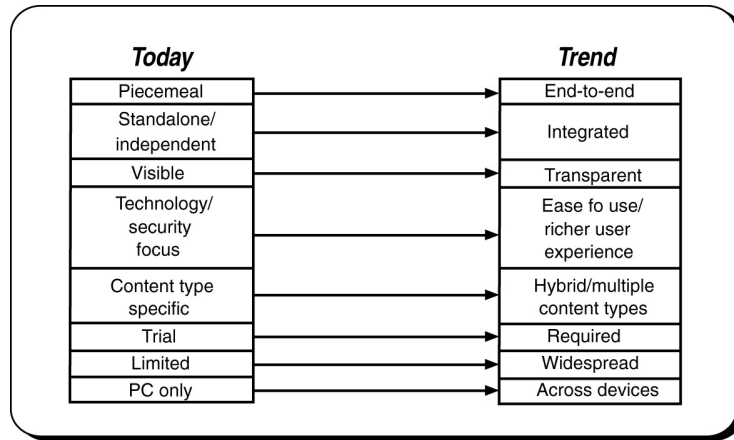 Today
Trend
Piecemeal
End-to-end
Standalone/
independent
Integrated
Visible
Transparent
Technology/
security
focus
Ease fo use/
richer user
experience
Content type
specific
Hybrid/multiple
content types
Trial
Required
Limited
Widespread
PC only
Across devices